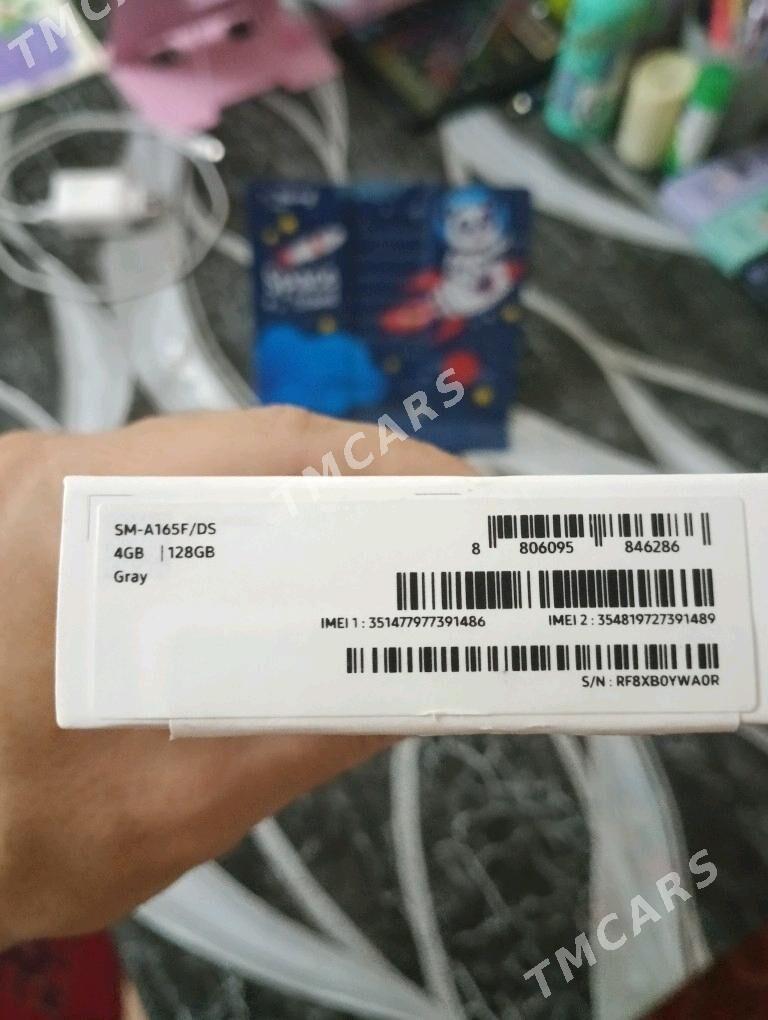 TMCARS
TMCARS
SM-A165F/DS
4GB | 128GB
Gray
8 806095 846286
IMEI 1 : 351477977391486 IMEI 2 : 354819727391489
S/N : RF8XB0YWA0R
TMCARS